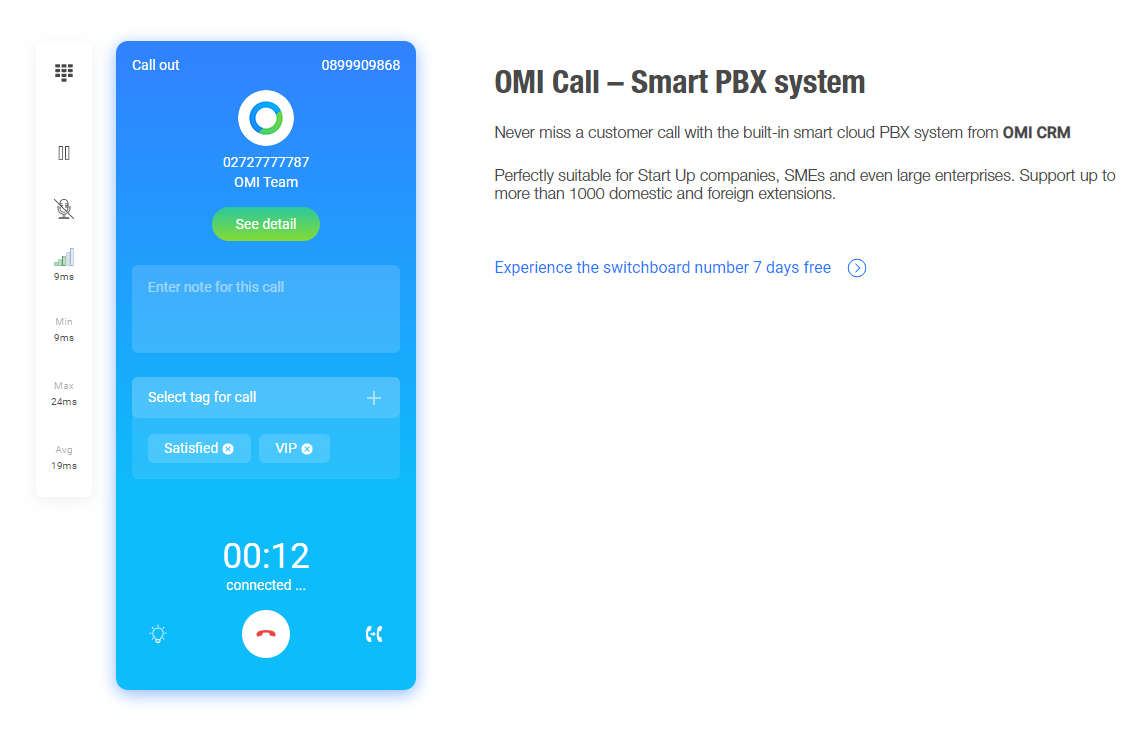 9ms
Min
9ms
Max
24ms
Avg
19ms
Call out
0899909868
02727777787
OMI Team
See detail
Enter note for this call
Select tag for call
Satisfied
VIP
00:12
connected ...
OMI Call – Smart PBX system
Never miss a customer call with the built-in smart cloud PBX system from OMI CRM
Perfectly suitable for Start Up companies, SMEs and even large enterprises. Support up to
more than 1000 domestic and foreign extensions.
Experience the switchboard number 7 days free